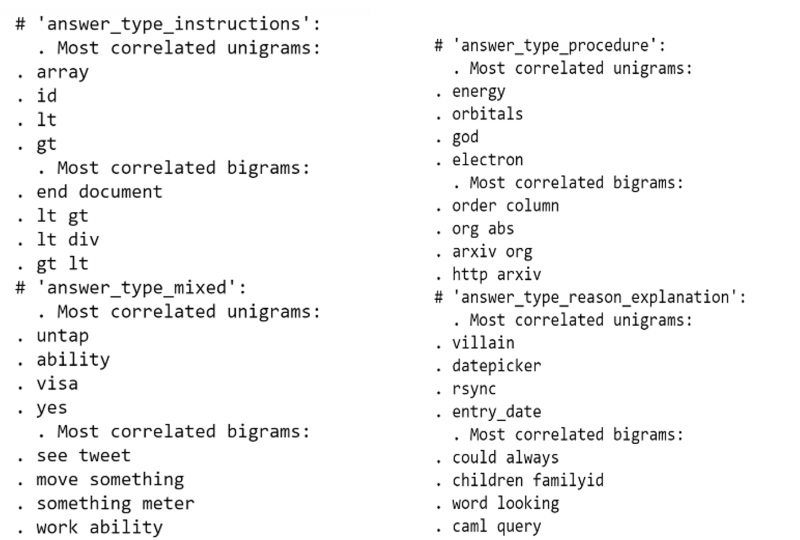 # 'answer_type_instructions':
. Most correlated unigrams:
. array
. id
. lt
. gt
. Most correlated bigrams:
. end document
. lt gt
. lt div
. gt lt
# 'answer_type_mixed':
. Most correlated unigrams:
. untap
. ability
. visa
. yes
. Most correlated bigrams:
. see tweet
. move something
. something meter
. work ability
# 'answer_type_procedure':
. Most correlated unigrams:
. energy
. orbitals
. god
. electron
. Most correlated bigrams:
. order column
. org abs
. arxiv org
. http arxiv
# 'answer_type_reason_explanation':
. Most correlated unigrams:
. villain
. datepicker
. rsync
. entry_date
. Most correlated bigrams:
. could always
. children familyid
. word looking
. caml query